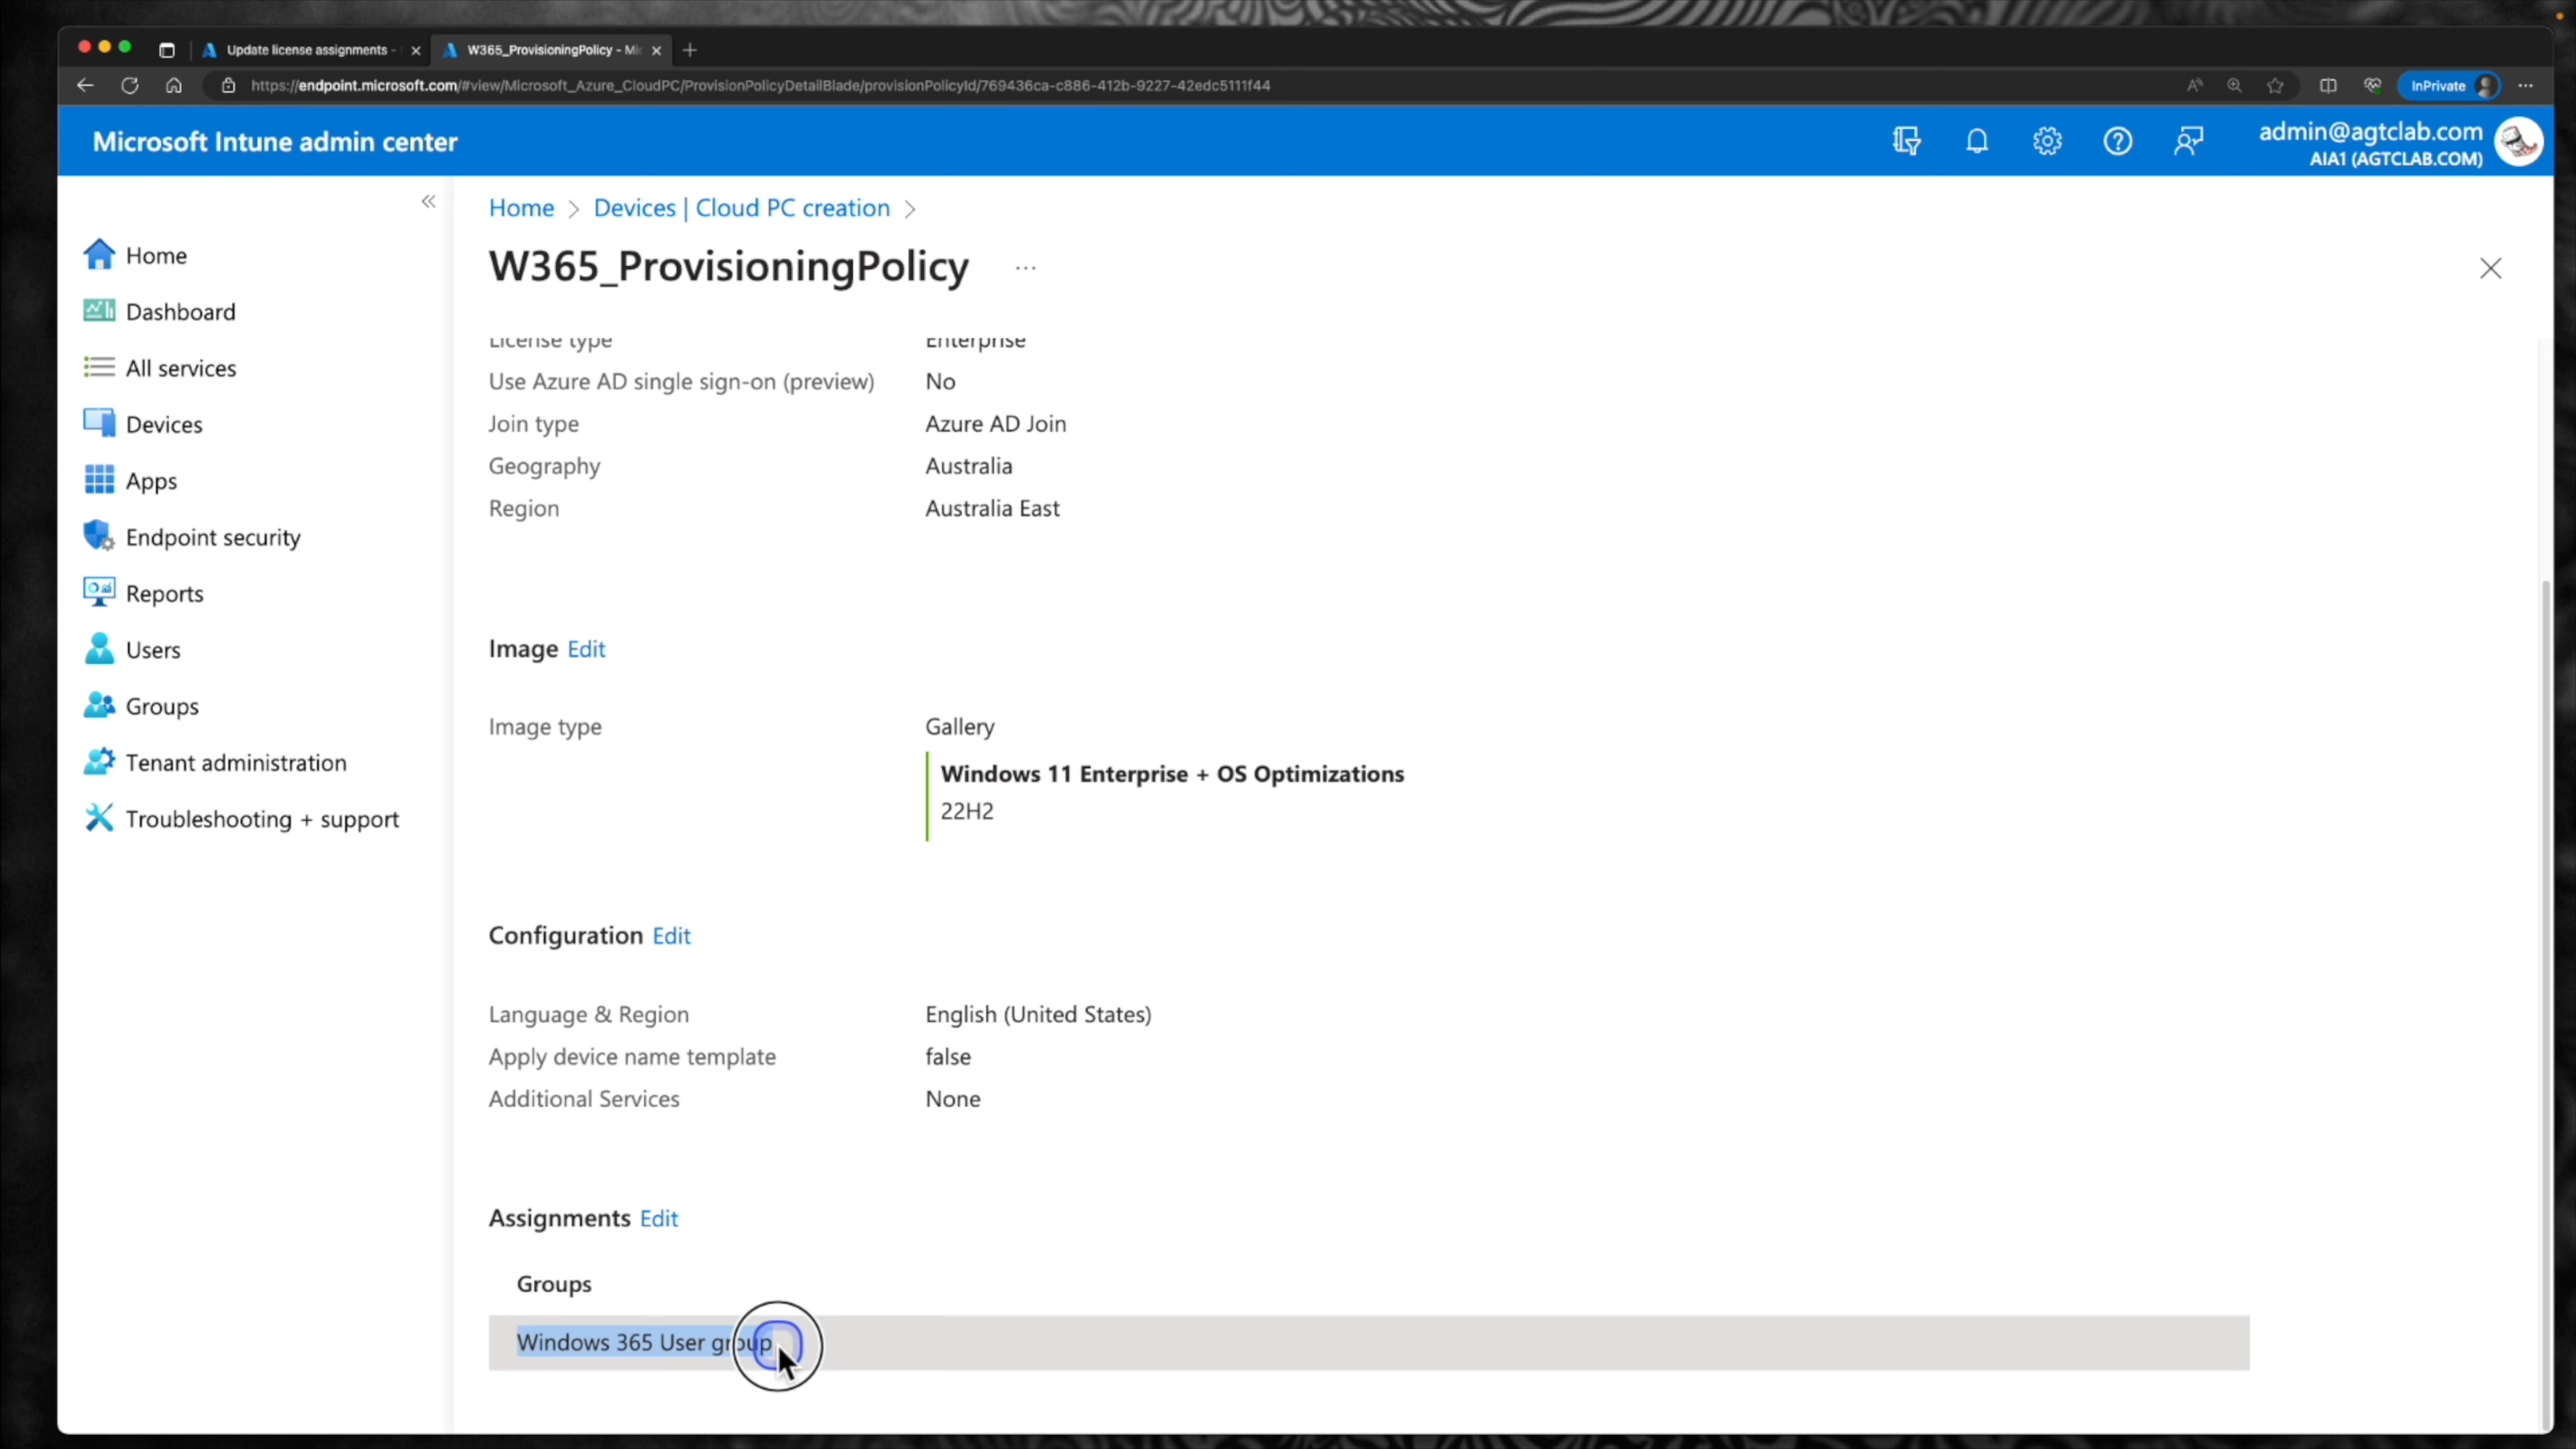 Update license assignments -
W365_ProvisioningPolicy - Mic
https://endpoint.microsoft.com/#view/Microsoft_Azure_CloudPC/ProvisionPolicyDetailBlade/provisionPolicyId/769436ca-c886-412b-9227-42edc5111f44
InPrivate
Microsoft Intune admin center
admin@agtclab.com
AIA1 (AGTCLAB.COM)
Home
Dashboard
All services
Devices
Apps
Endpoint security
Reports
Users
Groups
Tenant administration
Troubleshooting + support
Home > Devices | Cloud PC creation >
W365_ProvisioningPolicy ...
License type Enterprise
Use Azure AD single sign-on (preview) No
Join type Azure AD Join
Geography Australia
Region Australia East
Image Edit
Image type Gallery
Windows 11 Enterprise + OS Optimizations
22H2
Configuration Edit
Language & Region English (United States)
Apply device name template false
Additional Services None
Assignments Edit
Groups
Windows 365 User group